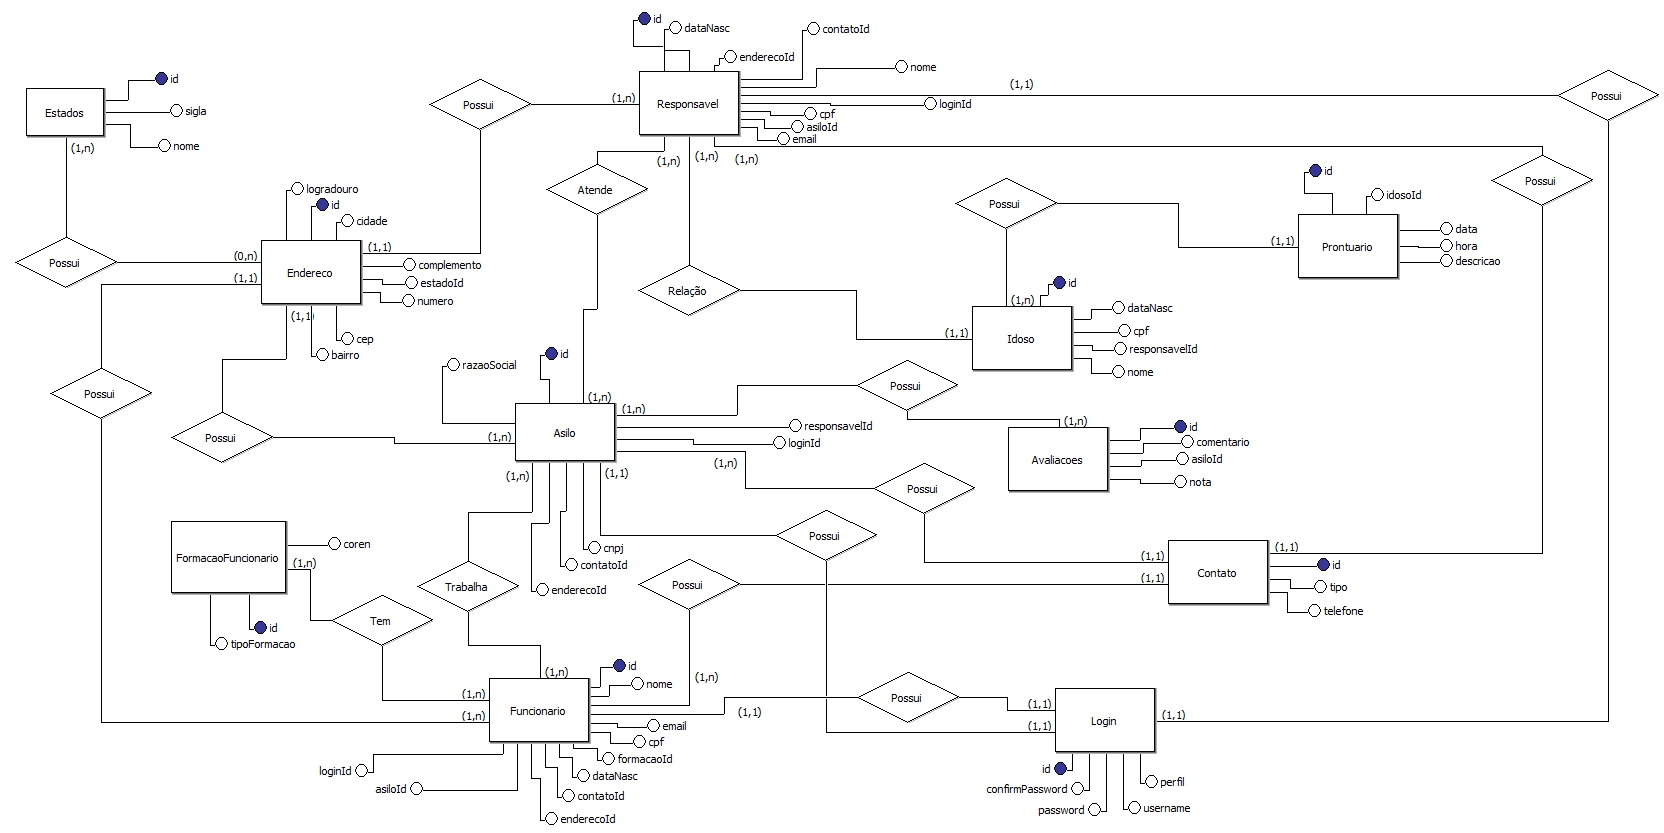 id
dataNasc
contatoId
enderecoId
nome
Responsavel
loginId
cpf
asiloId
email
(1,n)
(1,1)
Possui
(1,n)
(1,n)
(1,n)
Possui
Estados
id
sigla
nome
(1,n)
Possui
Atende
Possui
logradouro
id
cidade
Endereco
(0,n)
(1,1)
(1,1)
complemento
estadoId
numero
(1,1)
cep
bairro
Possui
Relação
Possui
(1,1)
id
idosoId
Prontuario
data
hora
descricao
(1,n)
id
Idoso
(1,1)
dataNasc
cpf
responsavelId
nome
Possui
Possui
razaoSocial
id
(1,n)
(1,n)
Asilo
(1,n)
responsavelId
loginId
(1,n)
(1,n)
(1,1)
cnpj
contatoId
enderecoId
Possui
(1,n)
Avaliacoes
id
comentario
asiloId
nota
Possui
Possui
FormacaoFuncionario
coren
(1,n)
id
tipoFormacao
Tem
Trabalha
Possui
(1,1)
(1,1)
(1,1)
Contato
id
tipo
telefone
(1,n)
(1,n)
(1,n)
Funcionario
id
nome
(1,n)
(1,1)
email
cpf
formacaoId
dataNasc
contatoId
enderecoId
loginId
asiloId
Possui
(1,1)
(1,1)
(1,1)
Login
id
confirmPassword
password
username
perfil